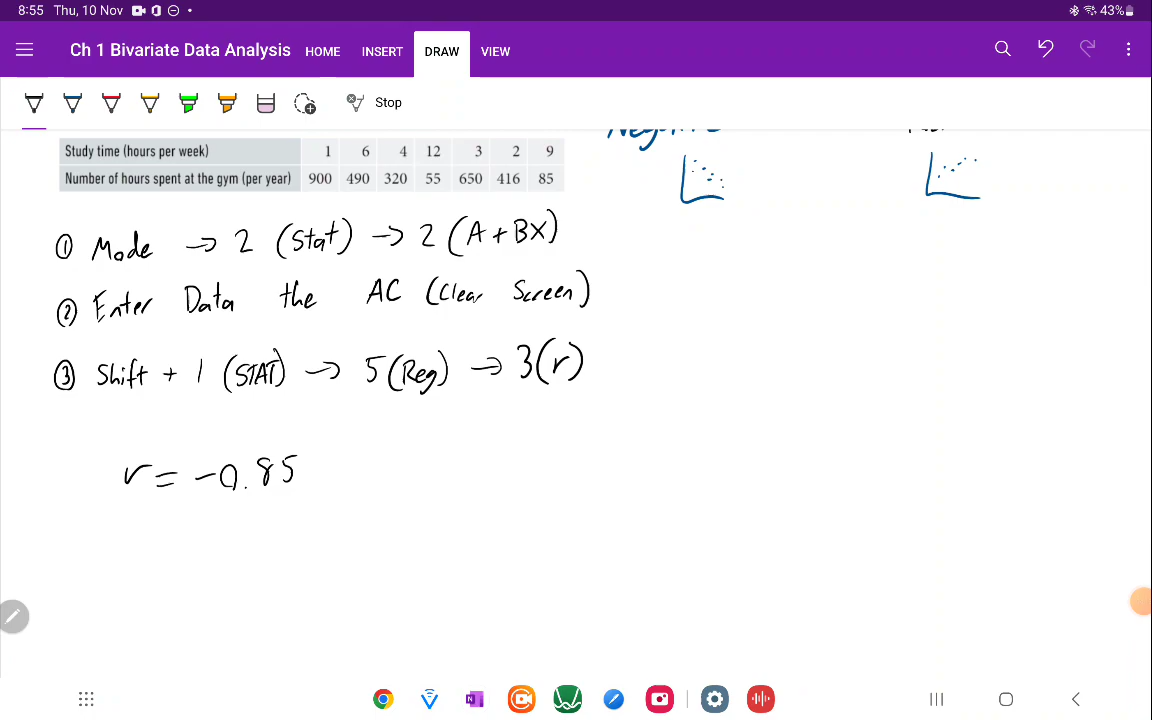 8:55 Thu, 10 Nov 43%
Ch 1 Bivariate Data Analysis HOME INSERT DRAW VIEW
Stop
Negative
Study time (hours per week) 1 6 4 12 3 2 9
Number of hours spent at the gym (per year) 900 490 320 55 650 416 85
① Mode → 2 (Stat) → 2 (A + BX)
② Enter Data the AC (Clear Screen)
③ Shift + 1 (STAT) → 5 (Reg) → 3 (r)
r = -0.85